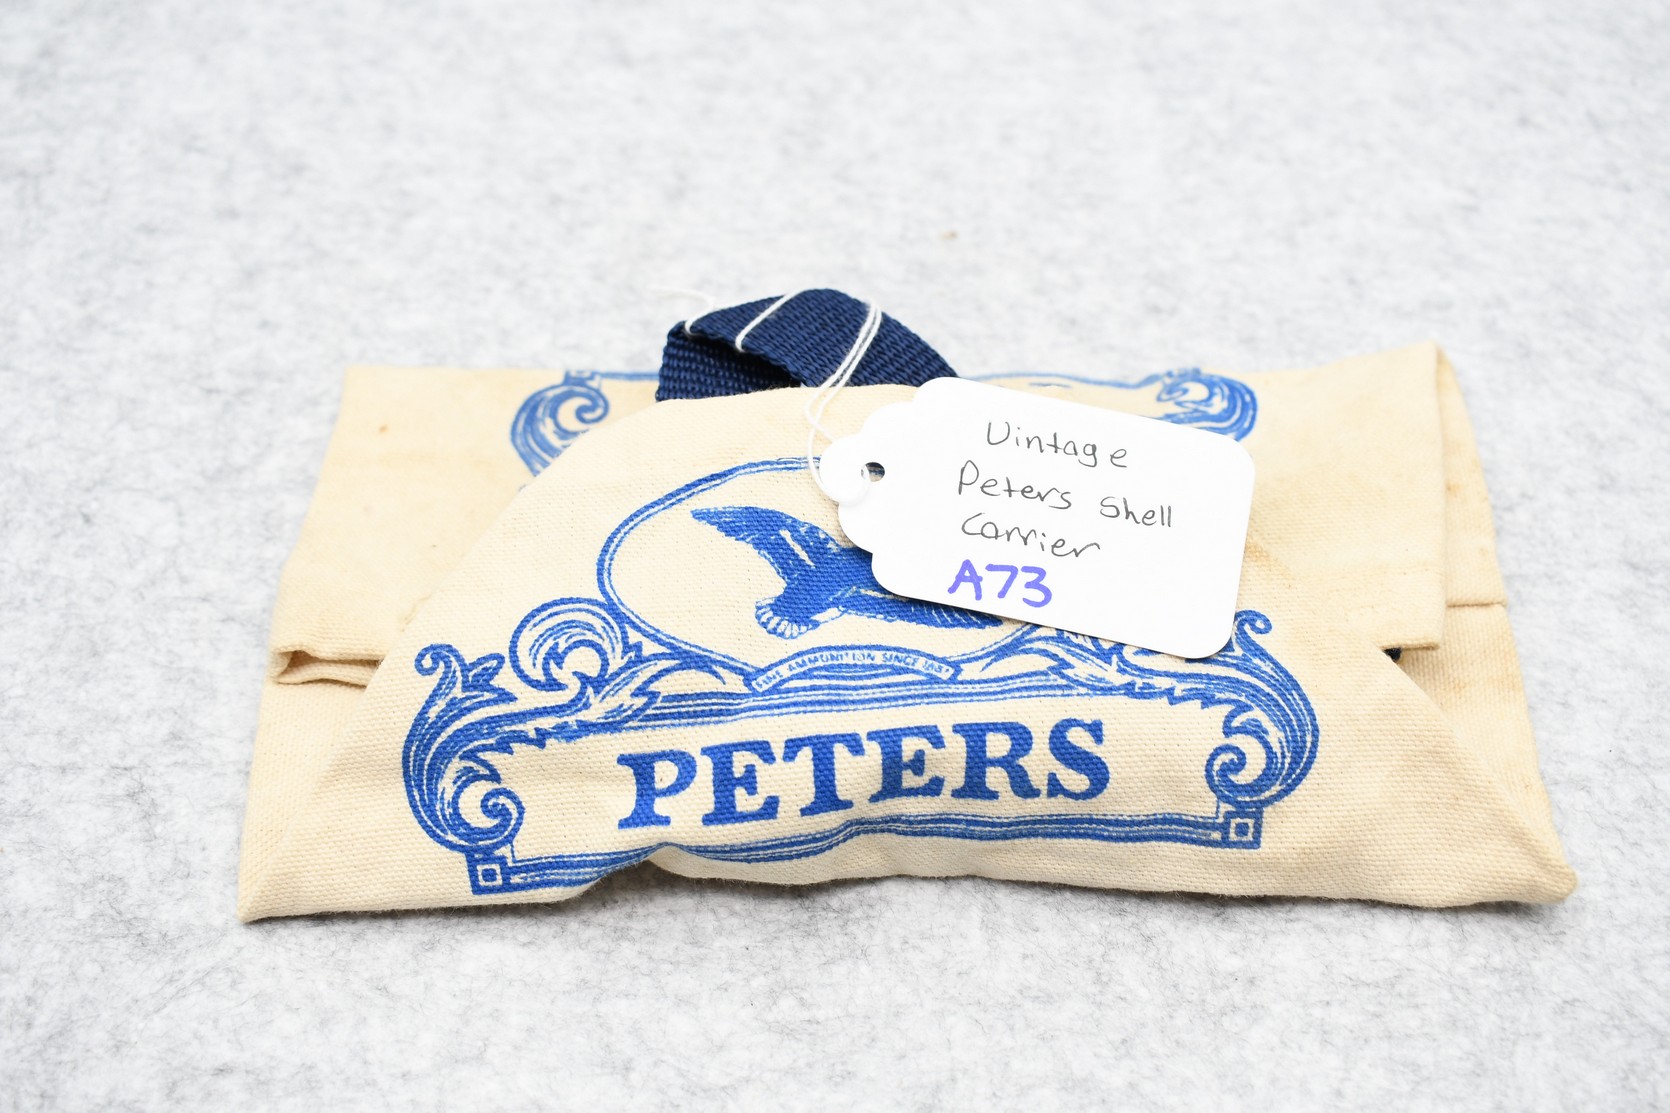 Vintage
Peters Shell
Carrier
A73
FINE AMMUNITION SINCE 1887
PETERS